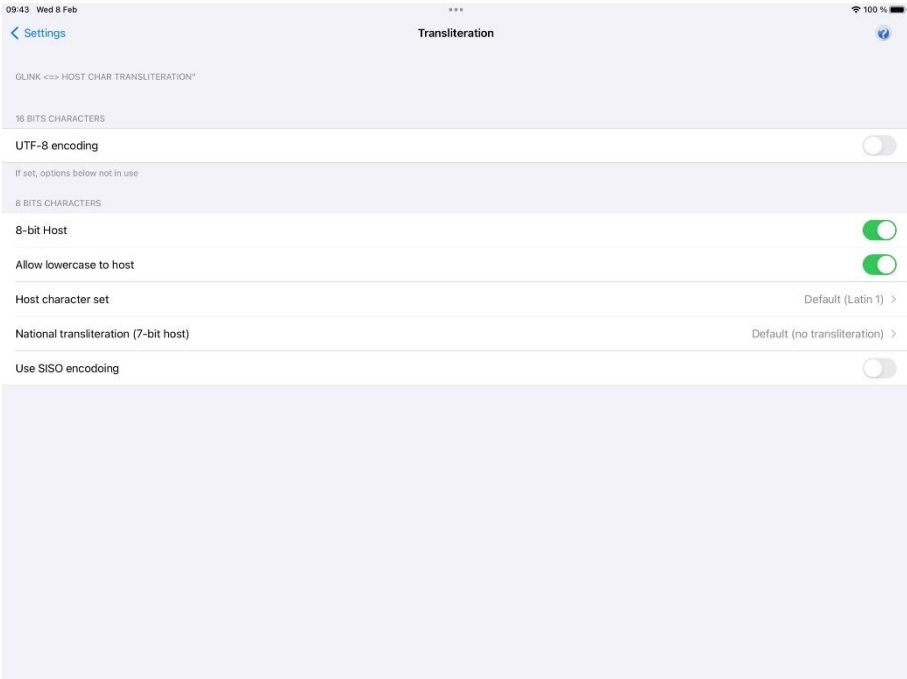 09:43 Wed 8 Feb 100 %
Settings Transliteration
GLINK <=> HOST CHAR TRANSLITERATION"
16 BITS CHARACTERS
UTF-8 encoding
If set, options below not in use
8 BITS CHARACTERS
8-bit Host
Allow lowercase to host
Host character set Default (Latin 1)
National transliteration (7-bit host) Default (no transliteration)
Use SISO encodoing